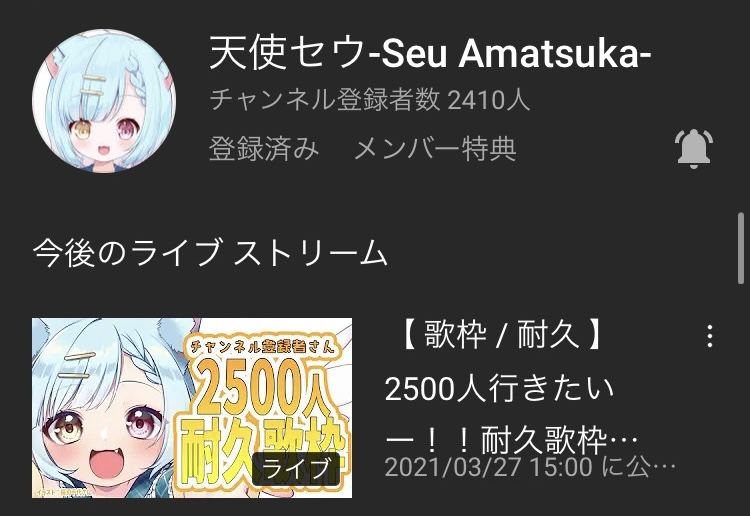 天使セウ-Seu Amatsuka-
チャンネル登録者数 2410人
登録済み メンバー特典
今後のライブ ストリーム
チャンネル登録者さん
2500人
耐久歌枠
ライブ
【 歌枠 / 耐久 】
2500人行きたい
ー！！耐久歌枠…
2021/03/27 15:00 に公…